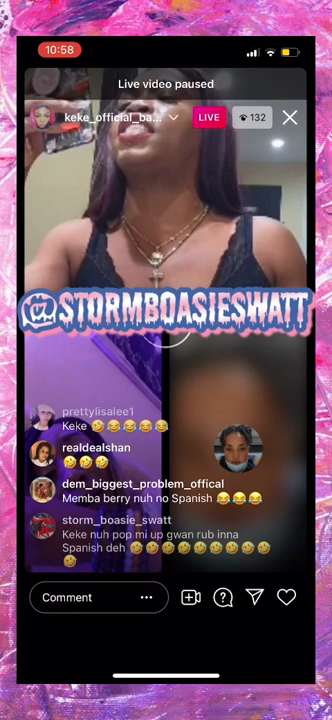 10:58
Live video paused
keke_official_ba...
LIVE
132
@STORMBOASIESWATT
prettylisalee1
Keke 🤣😂😂😂😂
realdealshan
🤣🤣🤣
dem_biggest_problem_offical
Memba berry nuh no Spanish 😂😂😂
storm_boasie_swatt
Keke nuh pop mi up gwan rub inna
Spanish deh 🤣🤣🤣🤣🤣🤣🤣🤣🤣
🤣
Comment